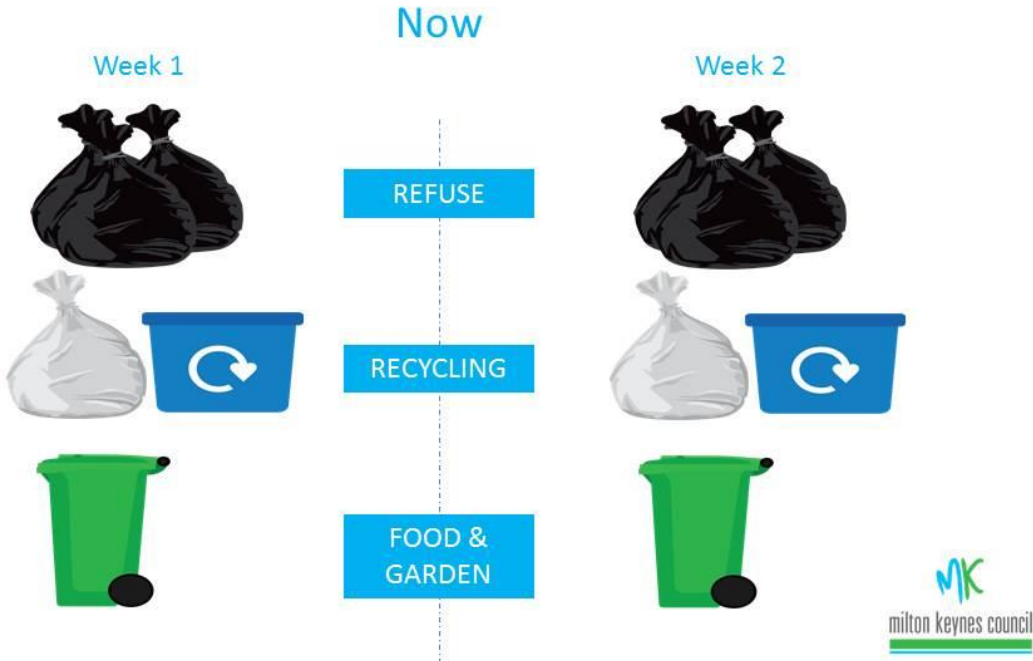 Now
Week 1
Week 2
REFUSE
RECYCLING
FOOD &
GARDEN
MK
milton keynes council